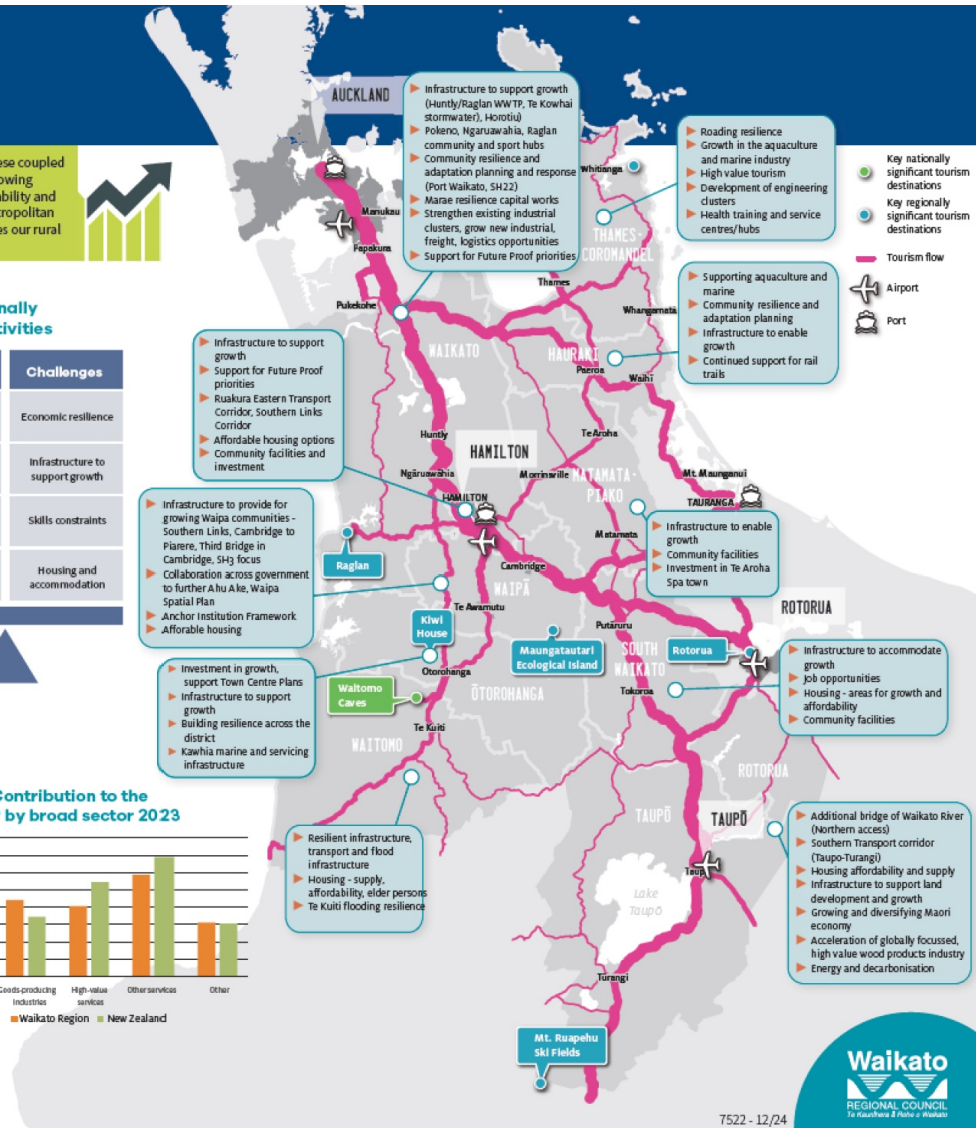 ese coupled
owing
ability and
tropolitan
es our rural
nally
tivities
Challenges
Economic resilience
Infrastructure to
support growth
Skills constraints
Housing and
accommodation
Contribution to the
by broad sector 2023
Goods-producing
industries
High-value
services
Other services
Other
Waikato Region
New Zealand
AUCKLAND
Infrastructure to support growth
(Huntly/Raglan WWTP, Te Kowhai
stormwater), Horotiu)
Pokeno, Ngaruawahia, Raglan
community and sport hubs
Community resilience and
adaptation planning and response
(Port Waikato, SH22)
Marae resilience capital works
Strengthen existing industrial
clusters, grow new industrial,
freight, logistics opportunities
Support for Future Proof priorities
Roading resilience
Growth in the aquaculture
and marine industry
High value tourism
Development of engineering
clusters
Health training and service
centres/hubs
Key nationally
significant tourism
destinations
Key regionally
significant tourism
destinations
Tourism flow
Airport
Port
Supporting aquaculture and
marine
Community resilience and
adaptation planning
Infrastructure to enable
growth
Continued support for rail
trails
Infrastructure to support
growth
Support for Future Proof
priorities
Ruakura Eastern Transport
Corridor, Southern Links
Corridor
Affordable housing options
Community facilities and
investment
Infrastructure to provide for
growing Waipa communities -
Southern Links, Cambridge to
Piarere, Third Bridge in
Cambridge, SH3 focus
Collaboration across government
to further Ahu Ake, Waipa
Spatial Plan
Anchor Institution Framework
Afforable housing
Investment in growth,
support Town Centre Plans
Infrastructure to support
growth
Building resilience across the
district
Kawhia marine and servicing
infrastructure
Resilient infrastructure,
transport and flood
infrastructure
Housing - supply,
affordability, elder persons
Te Kuiti flooding resilience
Infrastructure to enable
growth
Community facilities
Investment in Te Aroha
Spa town
Infrastructure to accommodate
growth
Job opportunities
Housing - areas for growth and
affordability
Community facilities
Additional bridge of Waikato River
(Northern access)
Southern Transport corridor
(Taupo-Turangi)
Housing affordability and supply
Infrastructure to support land
development and growth
Growing and diversifying Maori
economy
Acceleration of globally focussed,
high value wood products industry
Energy and decarbonisation
Manukau
Papakura
Pukekohe
Whitianga
THAMES-
COROMANDEL
Thames
Whangamatā
WAIKATO
HAURAKI
Paeroa
Waihī
Huntly
HAMILTON
Te Aroha
Ngāruawāhia
Morrinsville
MATAMATA-
PIAKO
Mt. Maunganui
TAURANGA
HAMILTON
Raglan
Matamata
Cambridge
WAIPĀ
Te Awamutu
ROTORUA
Kiwi
House
Maungatautari
Ecological Island
Putāruru
SOUTH
WAIKATO
Rotorua
Otorohanga
ŌTOROHANGA
Tokoroa
Waitomo
Caves
Te Kuiti
WAITOMO
ROTORUA
TAUPŌ
TAUPŌ
Taup
Lake
Taupō
Turangi
Mt. Ruapehu
Ski Fields
Waikato
REGIONAL COUNCIL
Te Kaunihera ā Rohe o Waikato
7522 - 12/24